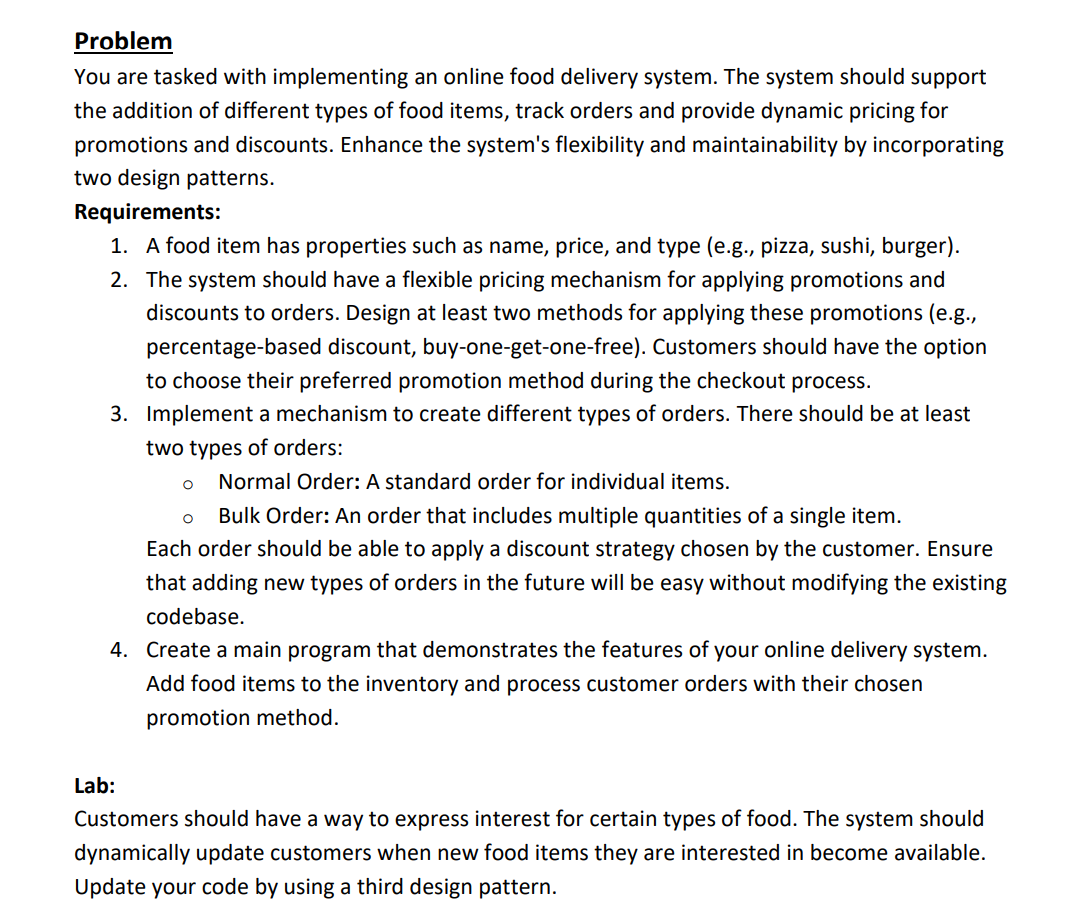 Problem
You are tasked with implementing an online food delivery system. The system should support
the addition of different types of food items, track orders and provide dynamic pricing for
promotions and discounts. Enhance the system's flexibility and maintainability by incorporating
two design patterns.
Requirements:
1. A food item has properties such as name, price, and type (e.g., pizza, sushi, burger).
2. The system should have a flexible pricing mechanism for applying promotions and
discounts to orders. Design at least two methods for applying these promotions (e.g.,
percentage-based discount, buy-one-get-one-free). Customers should have the option
to choose their preferred promotion method during the checkout process.
3. Implement a mechanism to create different types of orders. There should be at least
two types of orders:
o Normal Order: A standard order for individual items.
o Bulk Order: An order that includes multiple quantities of a single item.
Each order should be able to apply a discount strategy chosen by the customer. Ensure
that adding new types of orders in the future will be easy without modifying the existing
codebase.
4. Create a main program that demonstrates the features of your online delivery system.
Add food items to the inventory and process customer orders with their chosen
promotion method.
Lab:
Customers should have a way to express interest for certain types of food. The system should
dynamically update customers when new food items they are interested in become available.
Update your code by using a third design pattern.